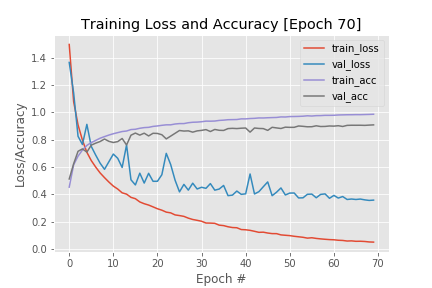 Training Loss and Accuracy [Epoch 70]
train_loss
val_loss
train_acc
val_acc
Loss/Accuracy
1.4
1.2
1.0
0.8
0.6
0.4
0.2
0.0
0 10 20 30 40 50 60 70
Epoch #